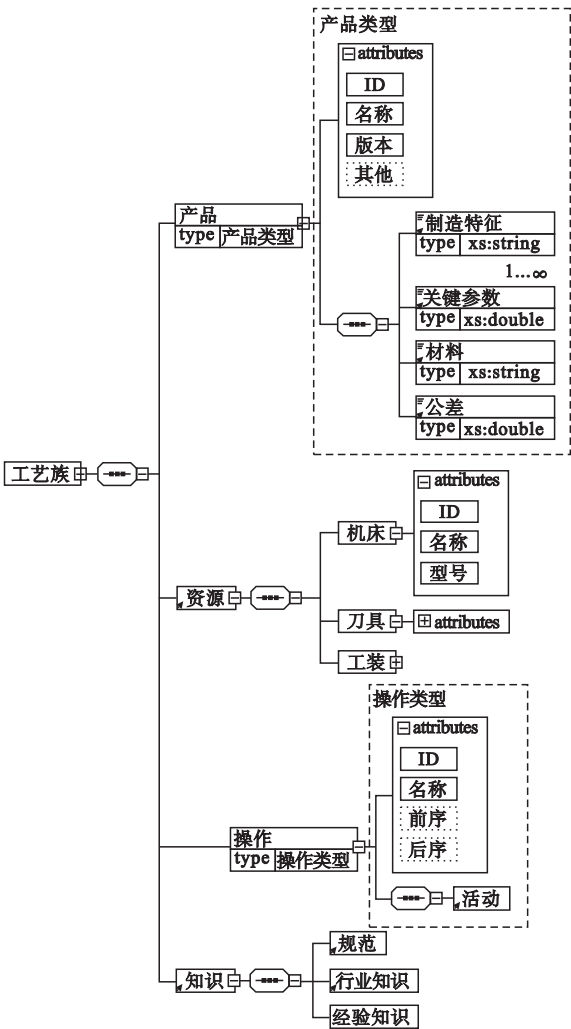 产品类型
attributes
ID
名称
版本
其他
产品
type 产品类型
制造特征
type xs:string
1...∞
关键参数
type xs:double
材料
type xs:string
公差
type xs:double
工艺族
attributes
ID
机床
名称
型号
资源
刀具
attributes
工装
操作类型
attributes
ID
名称
前序
操作
后序
type 操作类型
活动
规范
知识
行业知识
经验知识